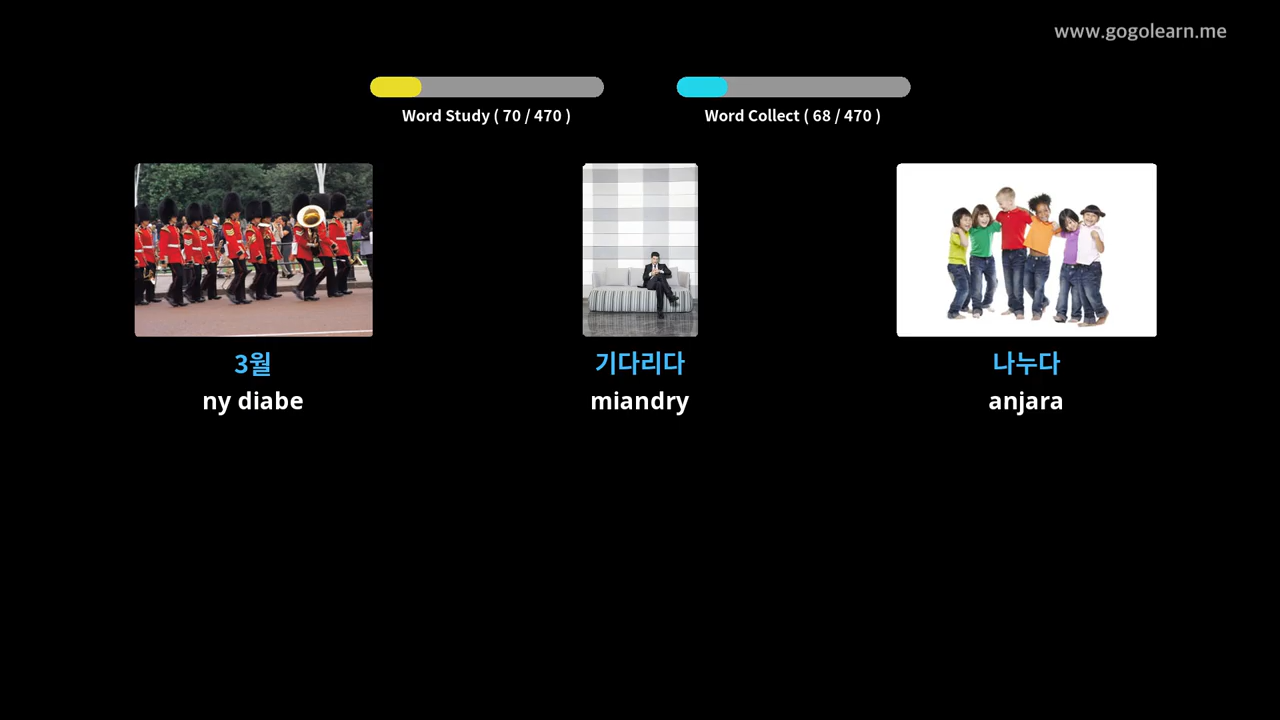 www.gogolearn.me
Word Study ( 70 / 470 )
Word Collect ( 68 / 470 )
3월
기다리다
나누다
ny diabe
miandry
anjara